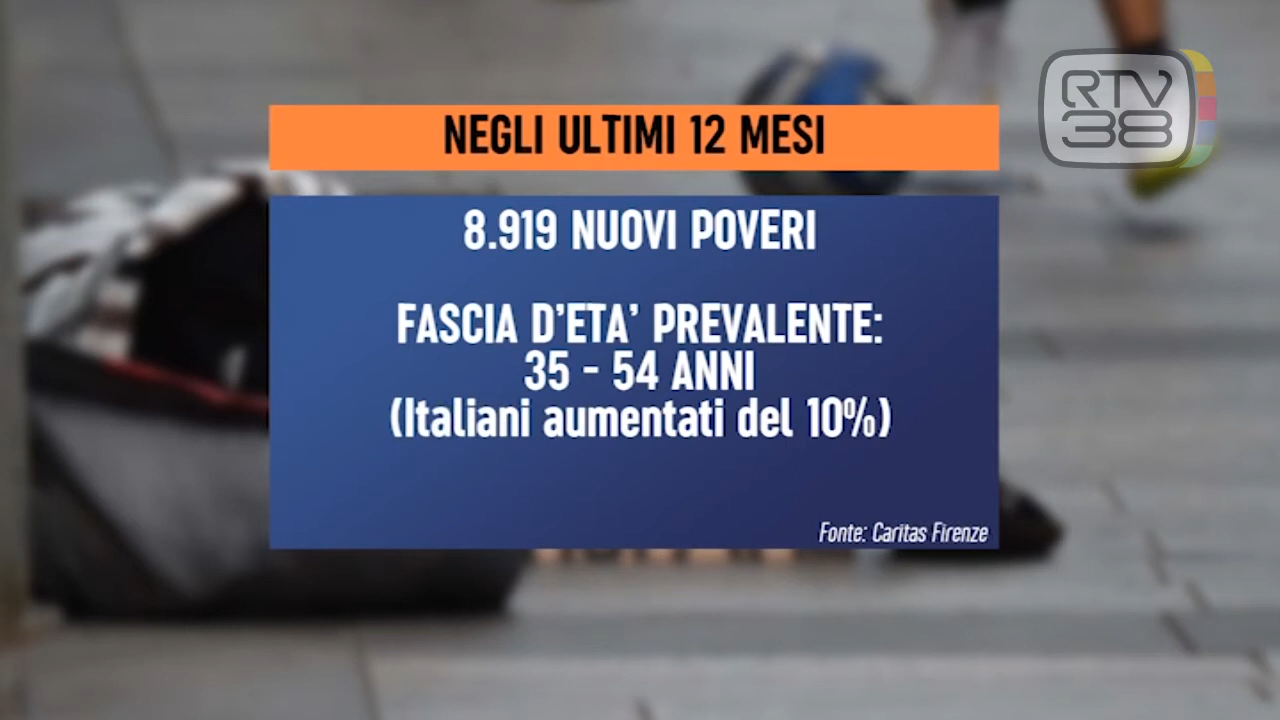 RTV
38
NEGLI ULTIMI 12 MESI
8.919 NUOVI POVERI
FASCIA D'ETA' PREVALENTE:
35 - 54 ANNI
(Italiani aumentati del 10%)
Fonte: Caritas Firenze